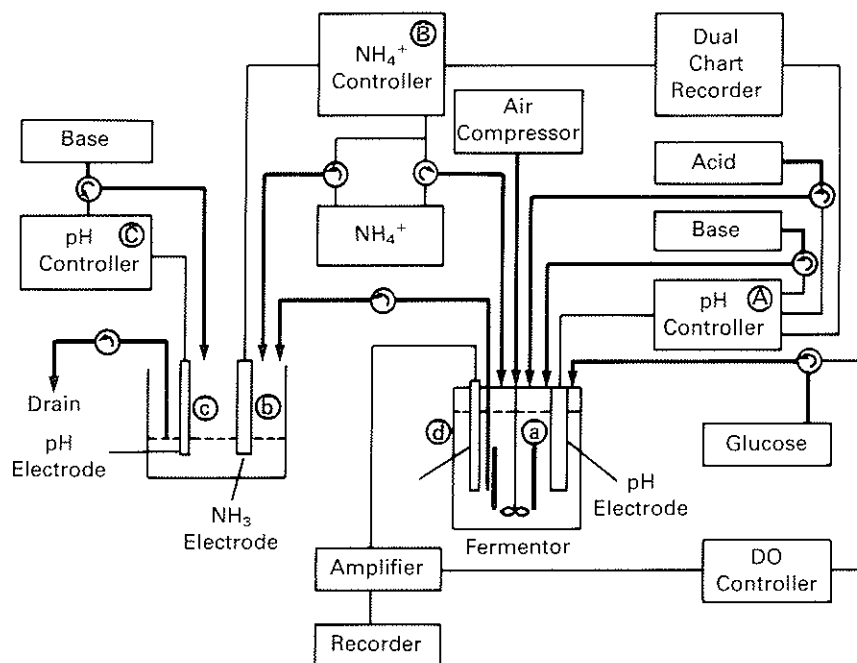 B
NH₄⁺
Controller
Dual
Chart
Recorder
Air
Compressor
Base
Acid
C
pH
Controller
NH₄⁺
Base
A
pH
Controller
Drain
c
b
d
a
Glucose
pH
Electrode
NH₃
Electrode
pH
Electrode
Fermentor
Amplifier
DO
Controller
Recorder